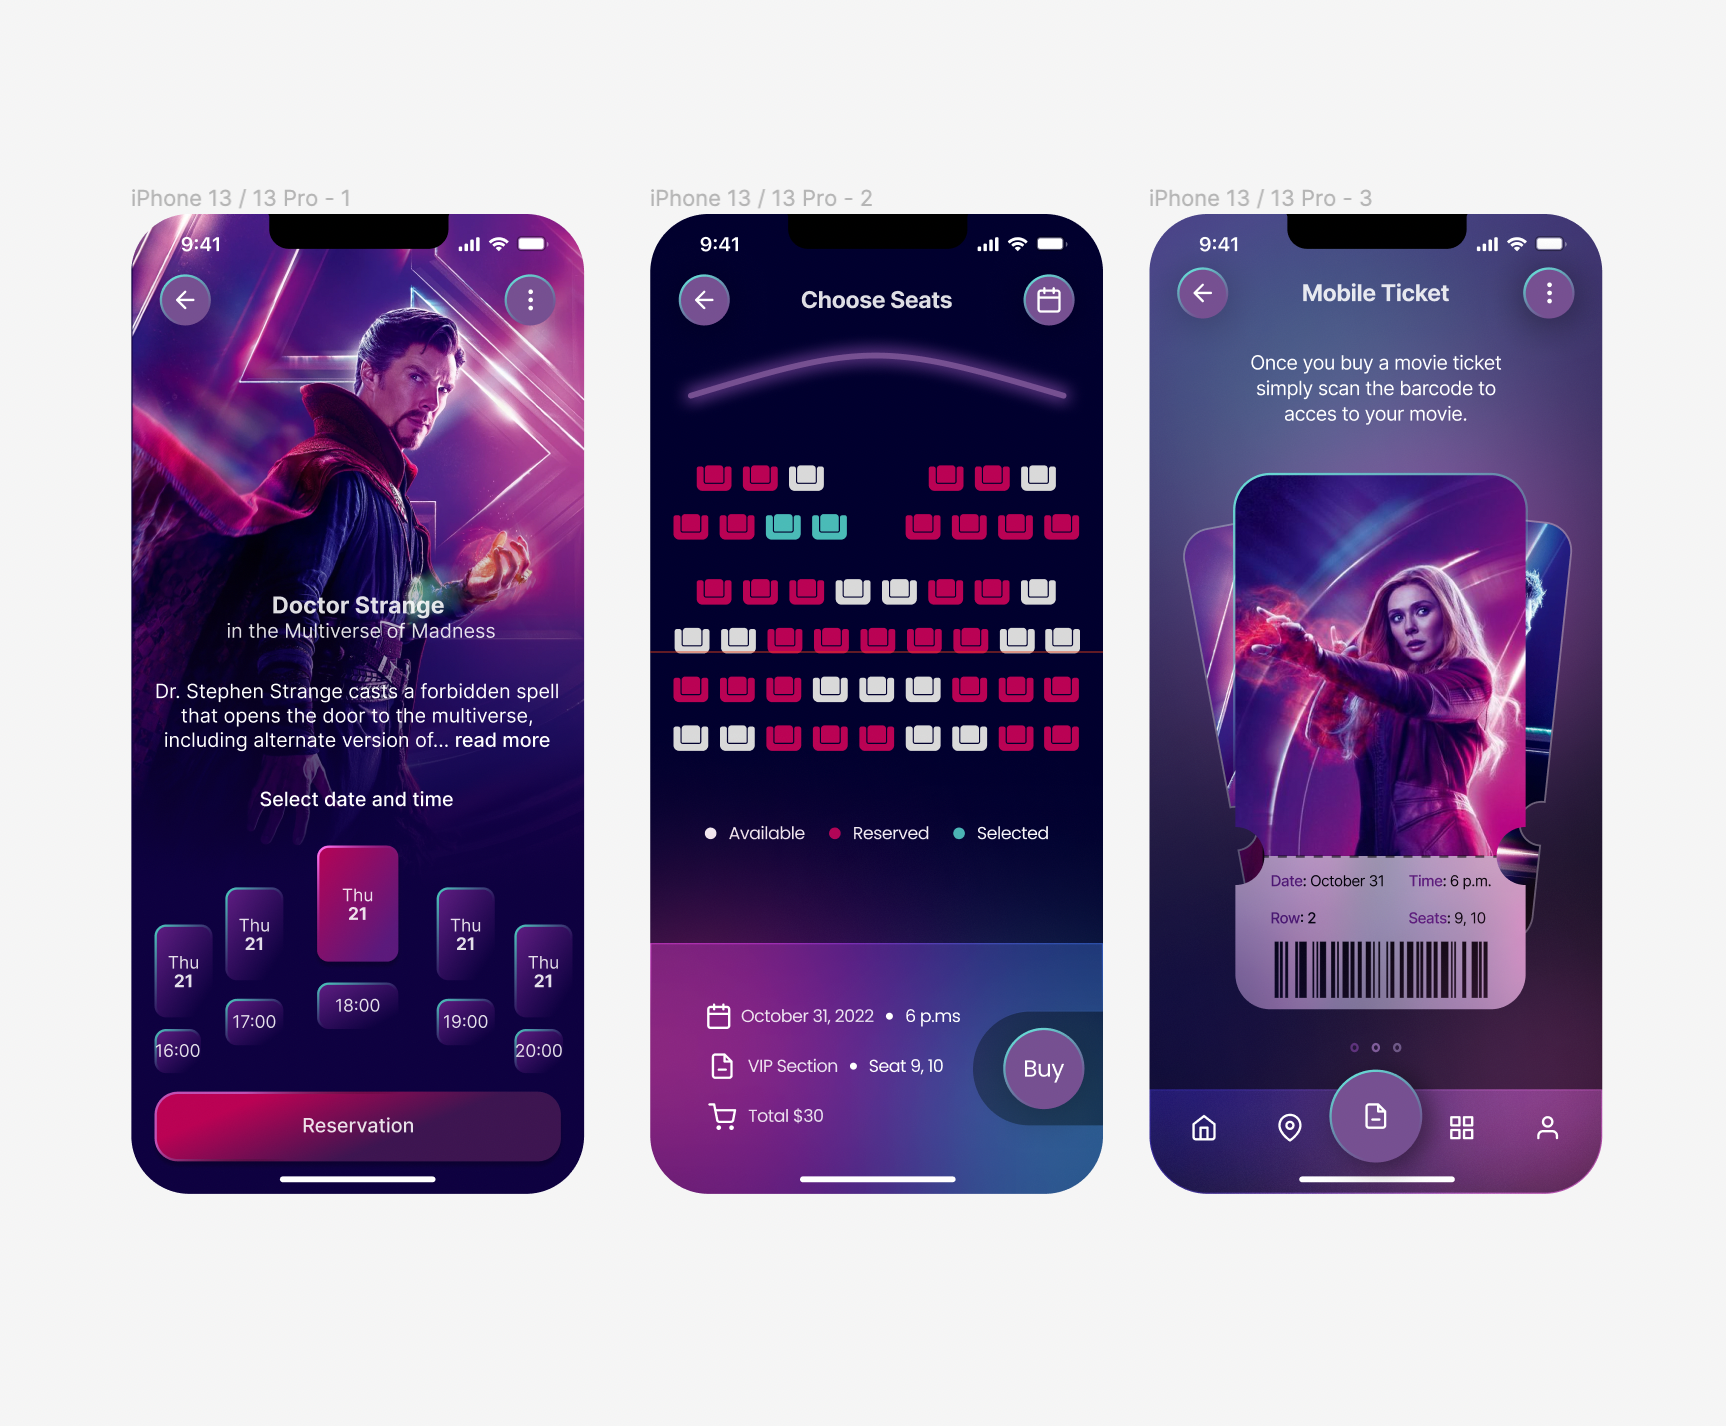 iPhone 13 / 13 Pro - 1
9:41
Doctor Strange
in the Multiverse of Madness
Dr. Stephen Strange casts a forbidden spell
that opens the door to the multiverse,
including alternate version of... read more
Select date and time
Thu
21
Thu
21
Thu
21
Thu
21
Thu
21
16:00
17:00
18:00
19:00
20:00
Reservation
iPhone 13 / 13 Pro - 2
9:41
Choose Seats
Available
Reserved
Selected
October 31, 2022 • 6 p.ms
VIP Section • Seat 9, 10
Total $30
Buy
iPhone 13 / 13 Pro - 3
9:41
Mobile Ticket
Once you buy a movie ticket
simply scan the barcode to
acces to your movie.
Date: October 31
Time: 6 p.m.
Row: 2
Seats: 9, 10